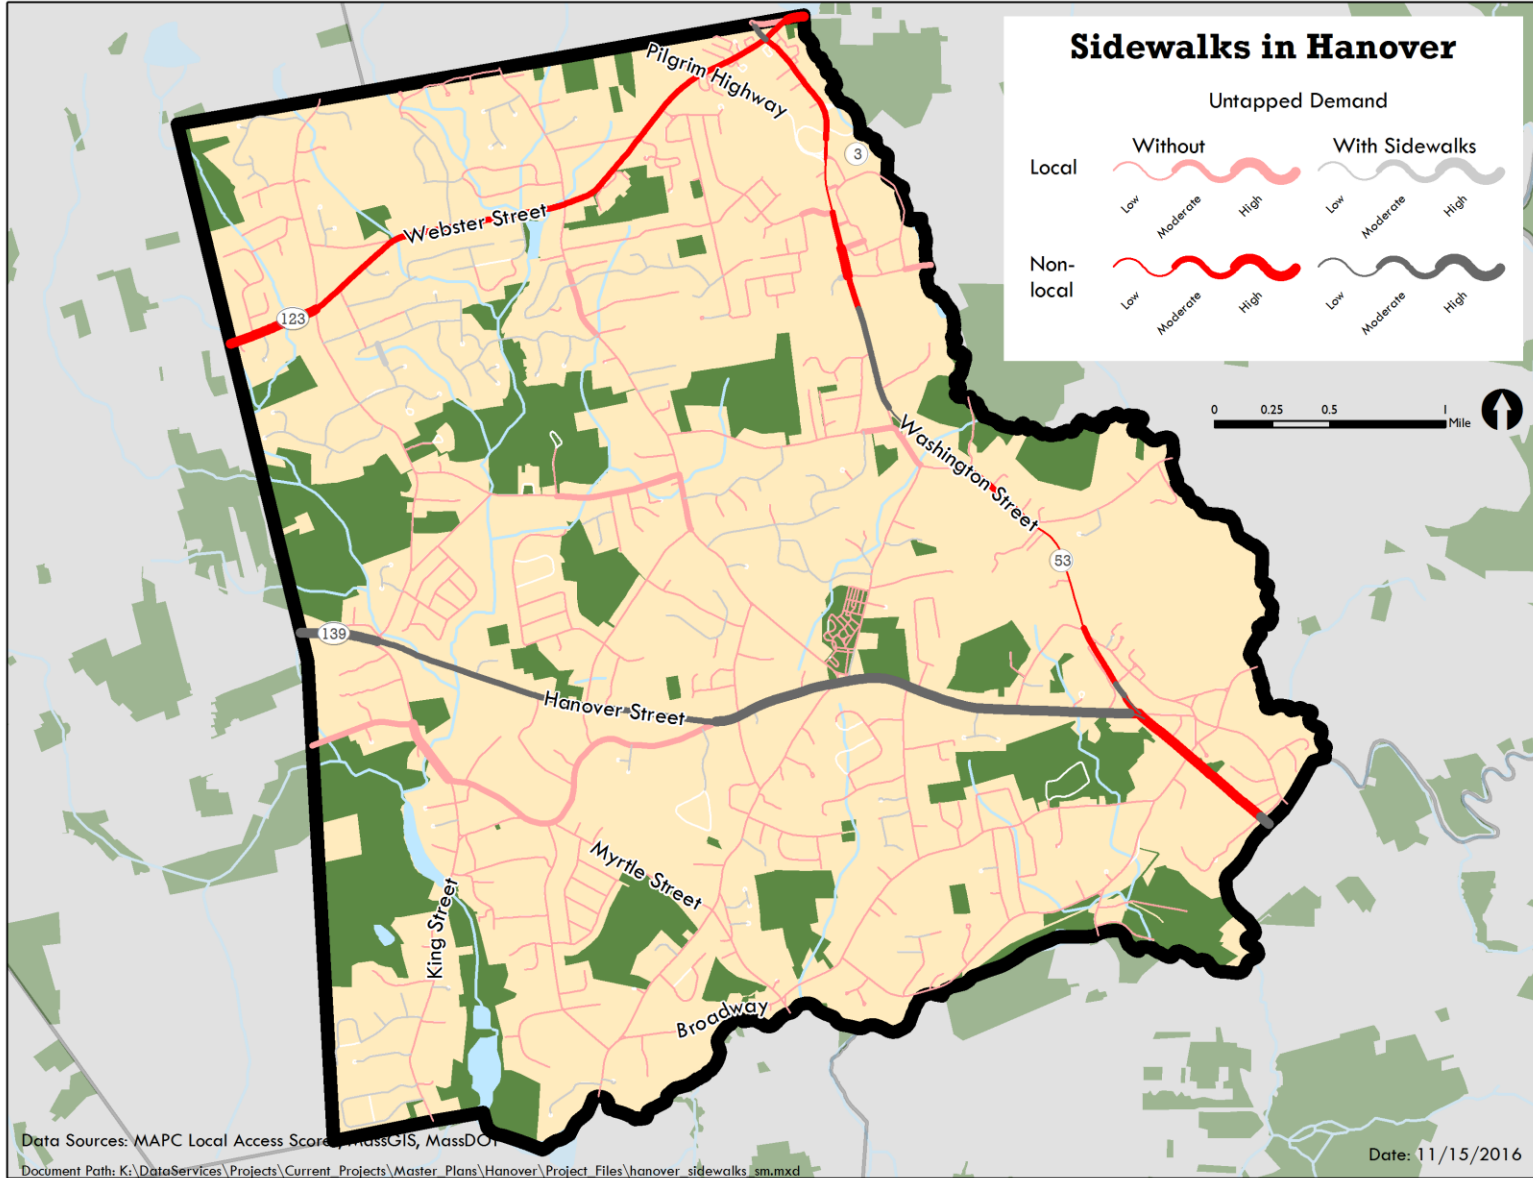 Sidewalks in Hanover
Untapped Demand
Without
With Sidewalks
Local
Low
Moderate
High
Low
Moderate
High
Non-
local
Low
Moderate
High
Low
Moderate
High
0 0.25 0.5 1
Mile
Pilgrim Highway
3
Webster Street
123
Washington Street
53
139
Hanover Street
Myrtle Street
King Street
Broadway
Data Sources: MAPC Local Access Score, MassGIS, MassDOT
Date: 11/15/2016
Document Path: K:\DataServices\Projects\Current_Projects\Master_Plans\Hanover\Project_Files\hanover_sidewalks_sm.mxd